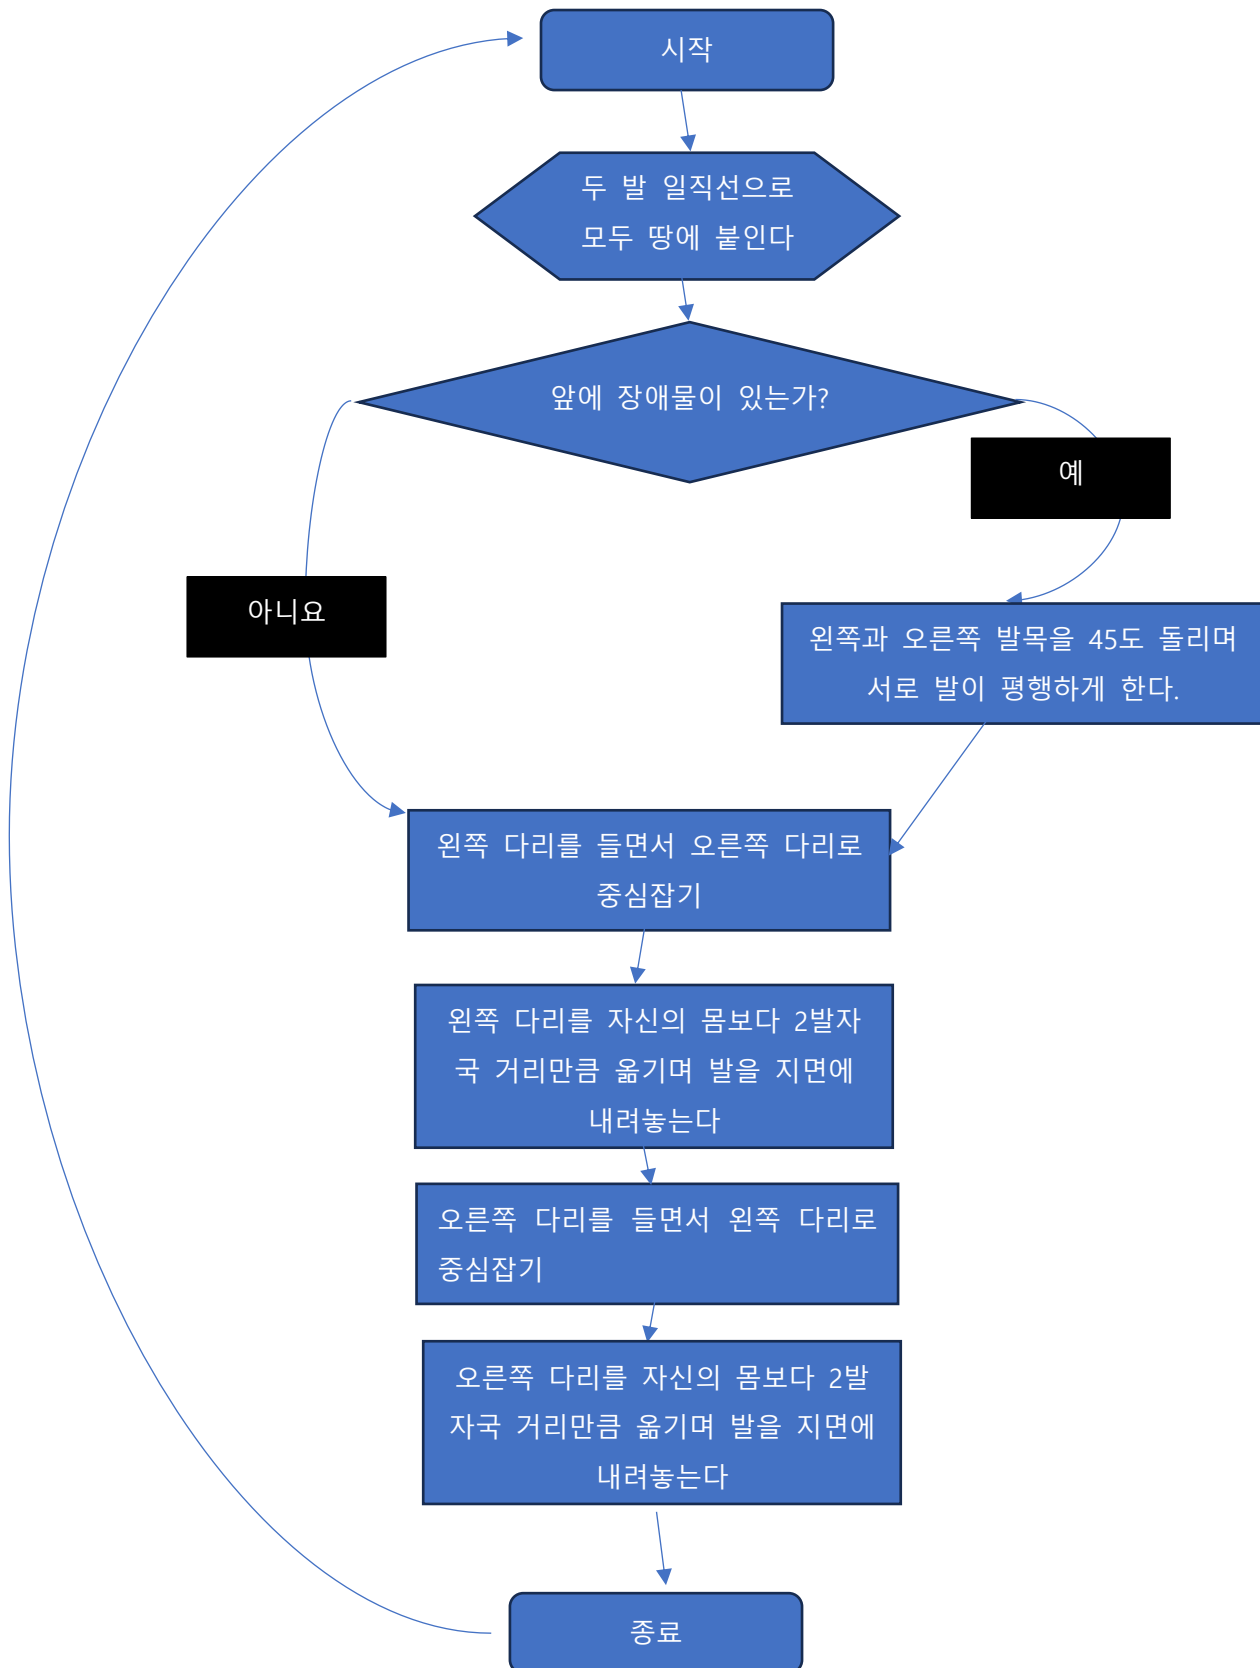 시작
두 발 일직선으로
모두 땅에 붙인다
앞에 장애물이 있는가?
예
아니요
왼쪽과 오른쪽 발목을 45도 돌리며
서로 발이 평행하게 한다.
왼쪽 다리를 들면서 오른쪽 다리로
중심잡기
왼쪽 다리를 자신의 몸보다 2발자
국 거리만큼 옮기며 발을 지면에
내려놓는다
오른쪽 다리를 들면서 왼쪽 다리로
중심잡기
오른쪽 다리를 자신의 몸보다 2발
자국 거리만큼 옮기며 발을 지면에
내려놓는다
종료